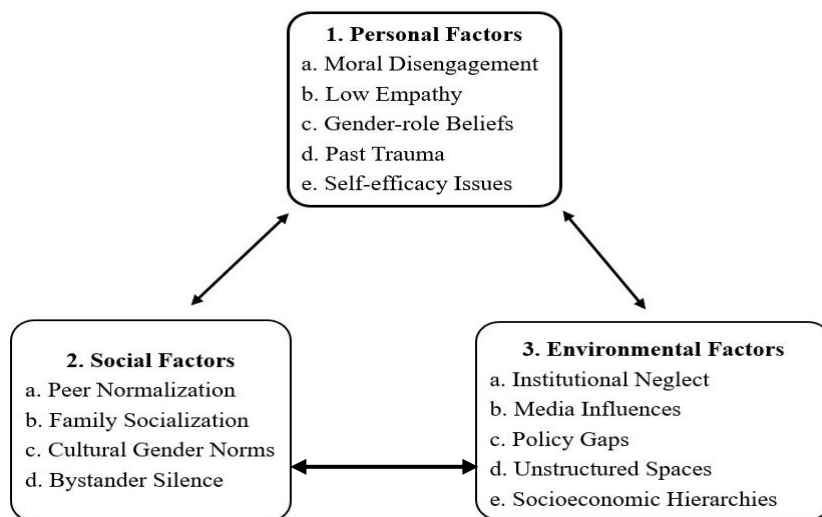 1. Personal Factors
a. Moral Disengagement
b. Low Empathy
c. Gender-role Beliefs
d. Past Trauma
e. Self-efficacy Issues
2. Social Factors
a. Peer Normalization
b. Family Socialization
c. Cultural Gender Norms
d. Bystander Silence
3. Environmental Factors
a. Institutional Neglect
b. Media Influences
c. Policy Gaps
d. Unstructured Spaces
e. Socioeconomic Hierarchies